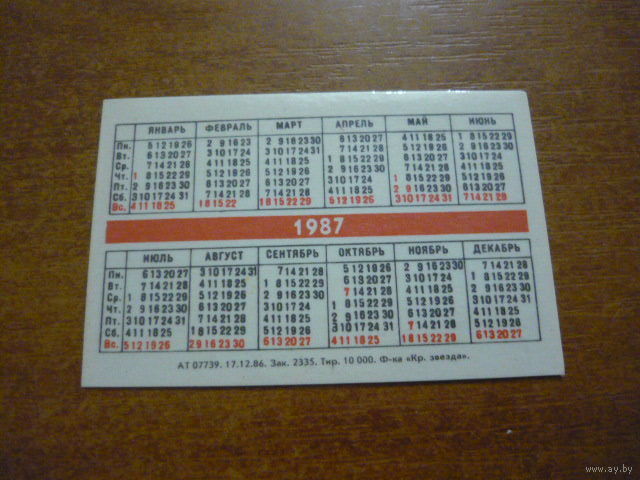 ЯНВАРЬ ФЕВРАЛЬ МАРТ АПРЕЛЬ МАЙ ИЮНЬ
Пн. 5 12 19 26 2 9 16 23 2 9 16 23 30 6 13 20 27 4 11 18 25 1 8 15 22 29
Вт. 6 13 20 27 3 10 17 24 3 10 17 24 31 7 14 21 28 5 12 19 26 2 9 16 23 30
Ср. 7 14 21 28 4 11 18 25 4 11 18 25 1 8 15 22 29 6 13 20 27 3 10 17 24
Чт. 1 8 15 22 29 5 12 19 26 5 12 19 26 2 9 16 23 30 7 14 21 28 4 11 18 25
Пт. 2 9 16 23 30 6 13 20 27 6 13 20 27 3 10 17 24 1 8 15 22 29 5 12 19 26
Сб. 3 10 17 24 31 7 14 21 28 7 14 21 28 4 11 18 25 2 9 16 23 30 6 13 20 27
Вс. 4 11 18 25 1 8 15 22 1 8 15 22 29 5 12 19 26 3 10 17 24 31 7 14 21 28
1987
ИЮЛЬ АВГУСТ СЕНТЯБРЬ ОКТЯБРЬ НОЯБРЬ ДЕКАБРЬ
Пн. 6 13 20 27 3 10 17 24 31 7 14 21 28 5 12 19 26 2 9 16 23 30 7 14 21 28
Вт. 7 14 21 28 4 11 18 25 1 8 15 22 29 6 13 20 27 3 10 17 24 1 8 15 22 29
Ср. 1 8 15 22 29 5 12 19 26 2 9 16 23 30 7 14 21 28 4 11 18 25 2 9 16 23 30
Чт. 2 9 16 23 30 6 13 20 27 3 10 17 24 1 8 15 22 29 5 12 19 26 3 10 17 24 31
Пт. 3 10 17 24 31 7 14 21 28 4 11 18 25 2 9 16 23 30 6 13 20 27 4 11 18 25
Сб. 4 11 18 25 1 8 15 22 29 5 12 19 26 3 10 17 24 31 7 14 21 28 5 12 19 26
Вс. 5 12 19 26 2 9 16 23 30 6 13 20 27 4 11 18 25 1 8 15 22 29 6 13 20 27
АТ 07739. 17.12.86. Зак. 2335. Тир. 10 000. Ф-ка «Кр. звезда».
www.ay.by